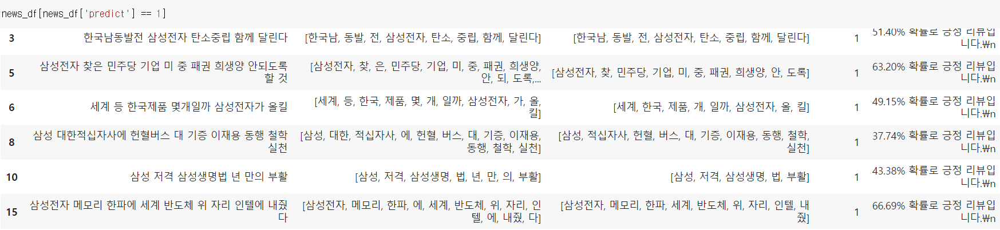 news_df[news_df['predict'] == 1]
3 한국남동발전 삼성전자 탄소중립 함께 달린다 [한국남, 동발, 전, 삼성전자, 탄소, 중립, 함께, 달린다] [한국남, 동발, 전, 삼성전자, 탄소, 중립, 함께, 달린다] 1 51.40% 확률로 긍정 리뷰입
니다.₩n
5 삼성전자 찾은 민주당 기업 미 중 패권 희생양 안되도록 [삼성전자, 찾, 은, 민주당, 기업, 미, 중, 패권, 희생양, [삼성전자, 찾, 민주당, 기업, 미, 중, 패권, 희생양, 안, 도록] 1 63.20% 확률로 긍정 리뷰입
할 것 안, 되, 도록,... 니다.₩n
6 세계 등 한국제품 몇개일까 삼성전자가 올킬 [세계, 등, 한국, 제품, 몇, 개, 일까, 삼성전자, 가, 올, [세계, 한국, 제품, 개, 일까, 삼성전자, 올, 킬] 1 49.15% 확률로 긍정 리뷰입
킬] 니다.₩n
8 삼성 대한적십자사에 헌혈버스 대 기증 이재용 동행 철학 [삼성, 대한, 적십자사, 에, 헌혈, 버스, 대, 기증, 이재용, [삼성, 적십자사, 헌혈, 버스, 대, 기증, 이재용, 동행, 철학, 1 37.74% 확률로 긍정 리뷰입
실천 동행, 철학, 실천] 실천] 니다.₩n
10 삼성 저격 삼성생명법 년 만의 부활 [삼성, 저격, 삼성생명, 법, 년, 만, 의, 부활] [삼성, 저격, 삼성생명, 법, 부활] 1 43.38% 확률로 긍정 리뷰입
니다.₩n
15 삼성전자 메모리 한파에 세계 반도체 위 자리 인텔에 내줬 [삼성전자, 메모리, 한파, 에, 세계, 반도체, 위, 자리, 인 [삼성전자, 메모리, 한파, 세계, 반도체, 위, 자리, 인텔, 내 1 66.69% 확률로 긍정 리뷰입
다 텔, 에, 내줬, 다] 줬] 니다.₩n